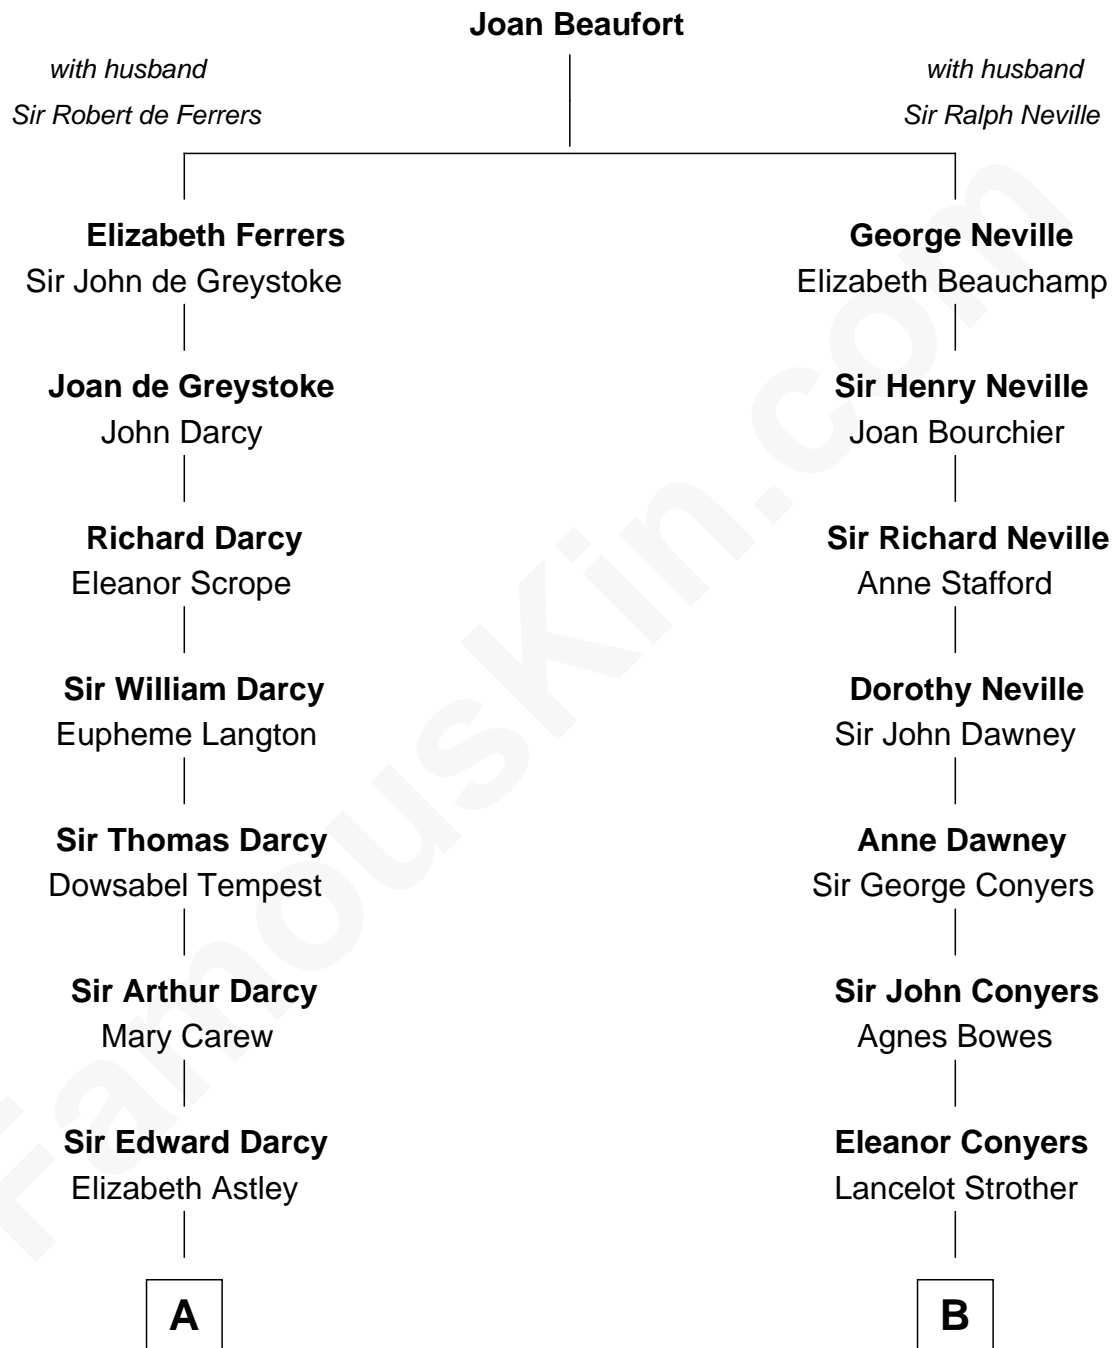 Joan Beaufort
with husband
Sir Robert de Ferrers
with husband
Sir Ralph Neville
Elizabeth Ferrers
Sir John de Greystoke
George Neville
Elizabeth Beauchamp
Joan de Greystoke
John Darcy
Sir Henry Neville
Joan Bourchier
Richard Darcy
Eleanor Scrope
Sir Richard Neville
Anne Stafford
Sir William Darcy
Eupheme Langton
Dorothy Neville
Sir John Dawney
Sir Thomas Darcy
Dowsabel Tempest
Anne Dawney
Sir George Conyers
Sir Arthur Darcy
Mary Carew
Sir John Conyers
Agnes Bowes
Sir Edward Darcy
Elizabeth Astley
Eleanor Conyers
Lancelot Strother
A
B
FamousKin.com